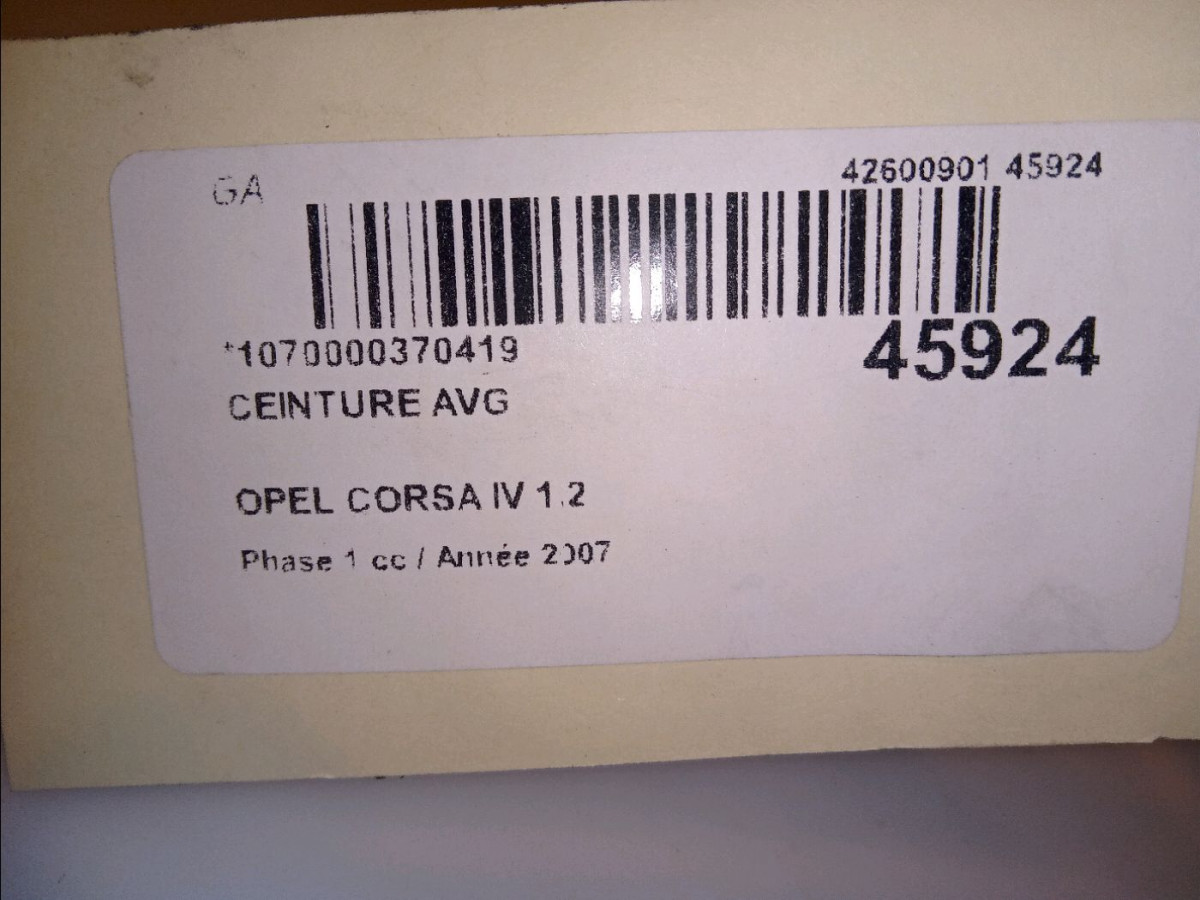 GA
42600901 45924
*1070000370419
45924
CEINTURE AVG
OPEL CORSA IV 1.2
Phase 1 cc / Année 2007